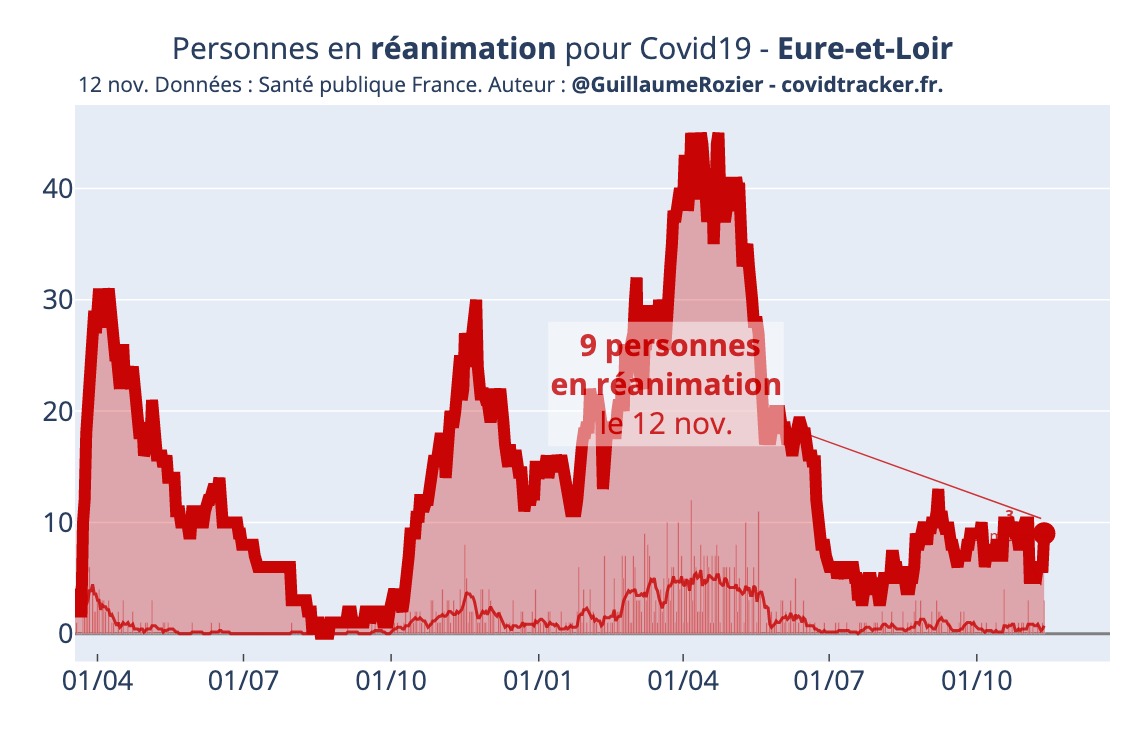 Personnes en réanimation pour Covid19 - Eure-et-Loir
12 nov. Données : Santé publique France. Auteur : @GuillaumeRozier - covidtracker.fr.
40
30
20
10
0
9 personnes
en réanimation
le 12 nov.
3
01/04
01/07
01/10
01/01
01/04
01/07
01/10